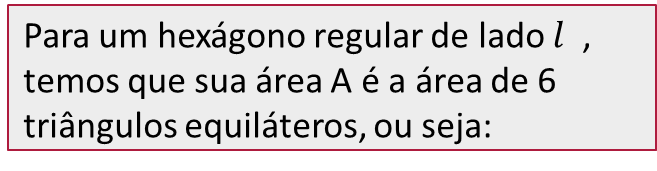 Para um hexágono regular de lado l ,
temos que sua área A é a área de 6
triângulos equiláteros, ou seja: